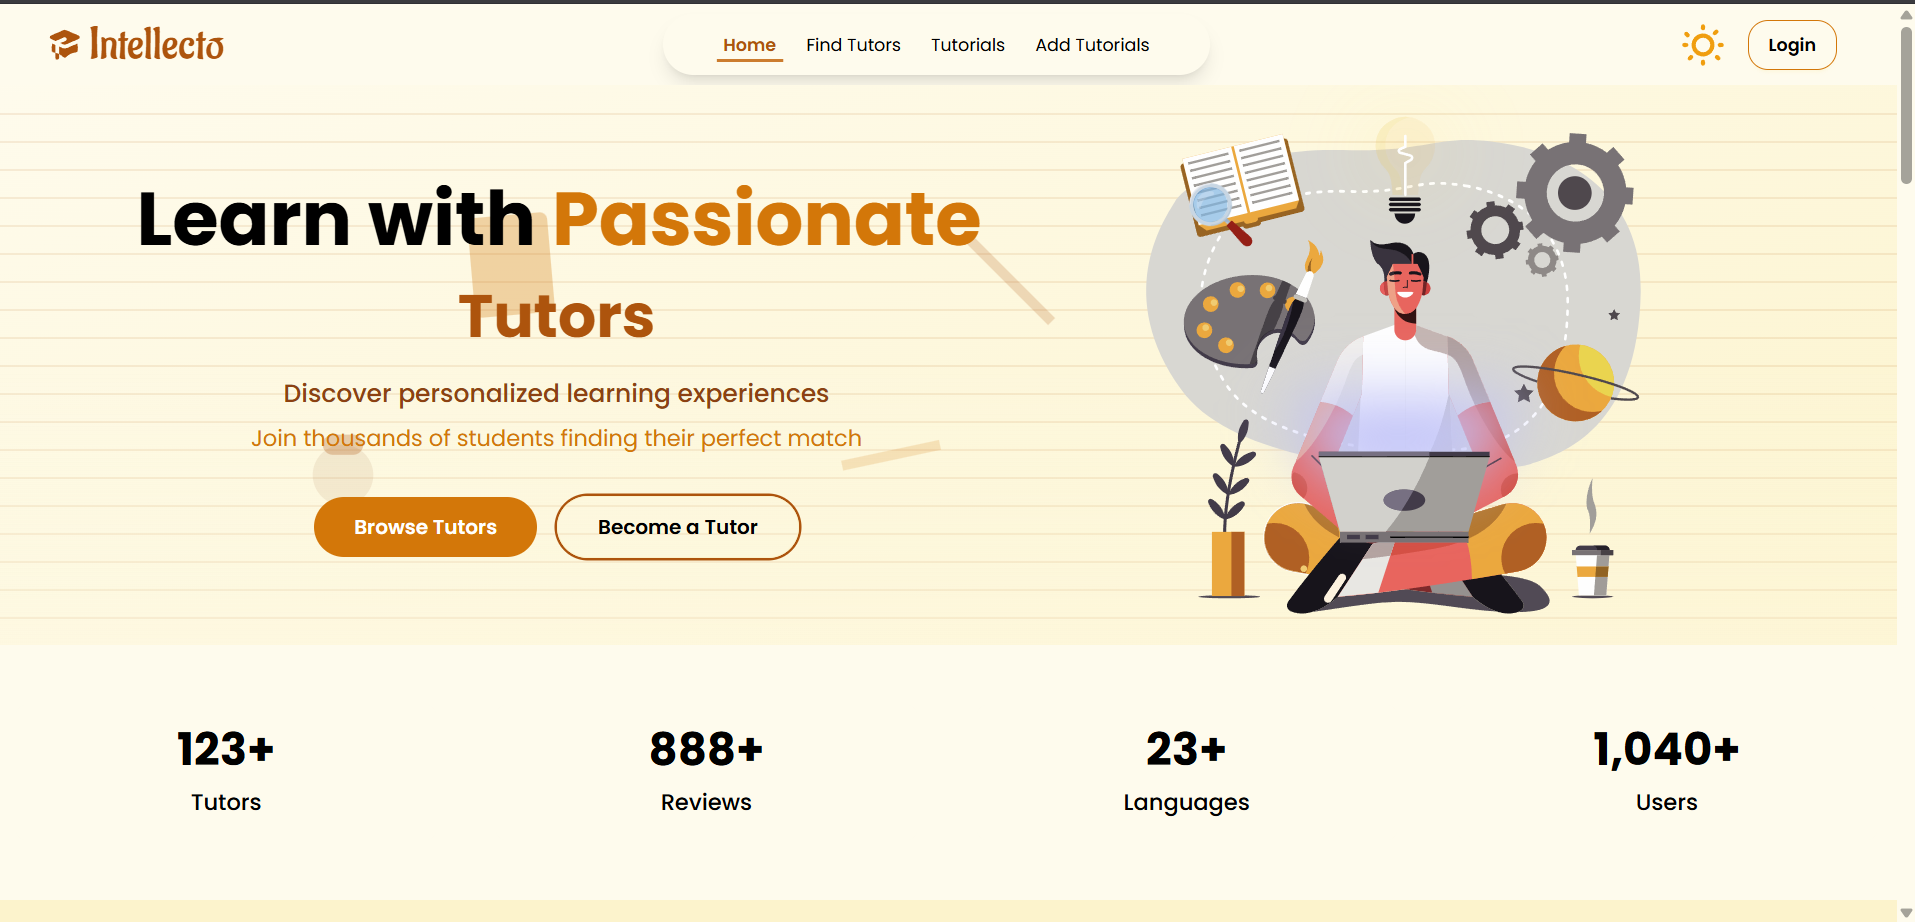 Intellecto
Home Find Tutors Tutorials Add Tutorials
Login
Learn with Passionate
Tutors
Discover personalized learning experiences
Join thousands of students finding their perfect match
Browse Tutors Become a Tutor
123+ 888+ 23+ 1,040+
Tutors Reviews Languages Users